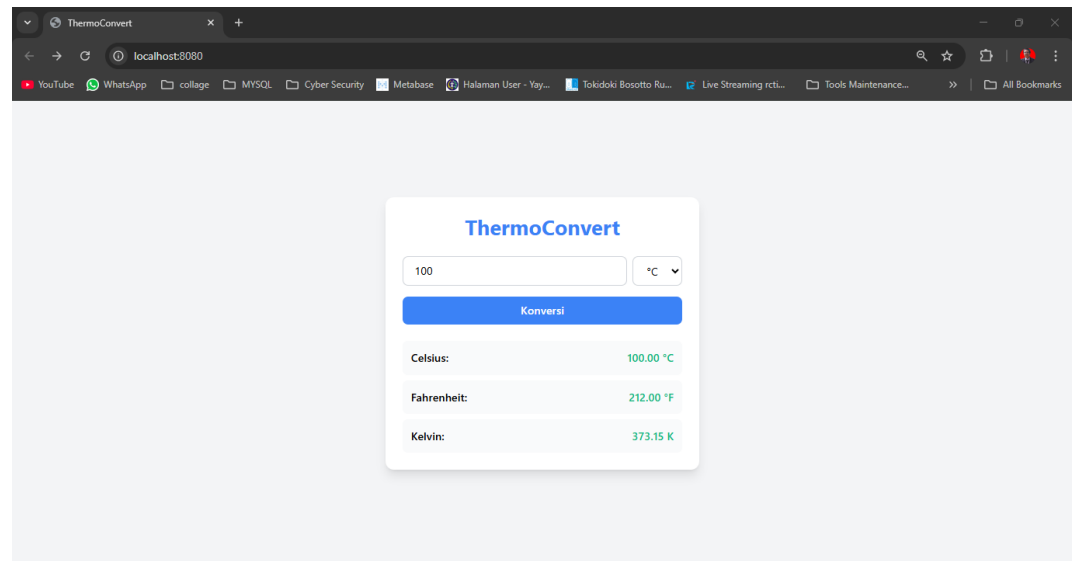 ThermoConvert
localhost:8080
YouTube WhatsApp collage MYSQL Cyber Security Metabase Halaman User - Yay... Tokidoki Bosotto Ru... Live Streaming rcti... Tools Maintenance... » All Bookmarks
ThermoConvert
100 °C
Konversi
Celsius: 100.00 °C
Fahrenheit: 212.00 °F
Kelvin: 373.15 K